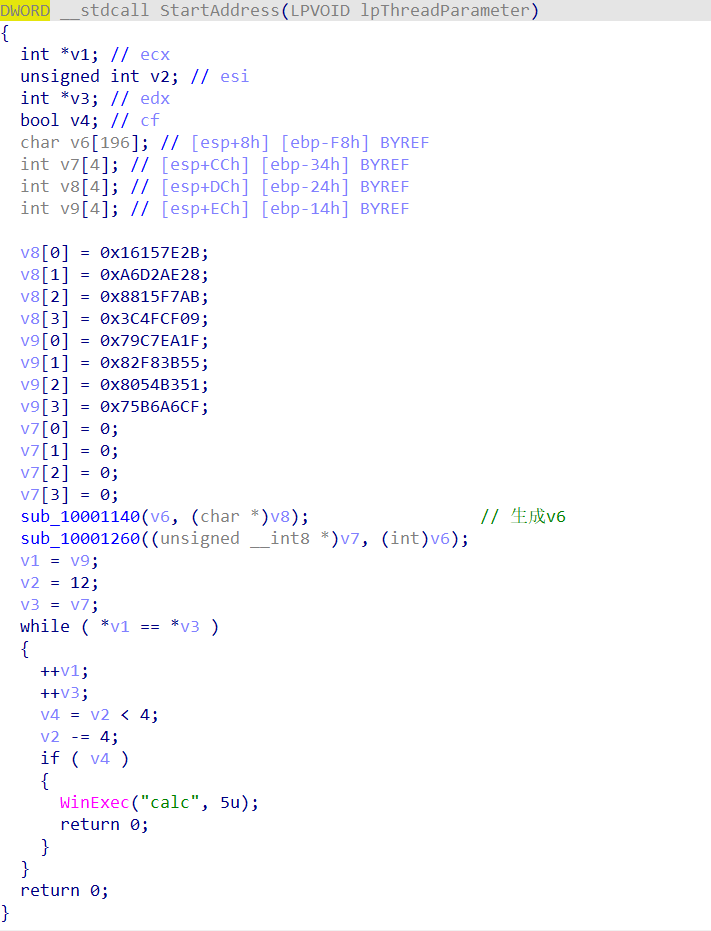 DWORD __stdcall StartAddress(LPVOID lpThreadParameter)
{
  int *v1; // ecx
  unsigned int v2; // esi
  int *v3; // edx
  bool v4; // cf
  char v6[196]; // [esp+8h] [ebp-F8h] BYREF
  int v7[4]; // [esp+CCh] [ebp-34h] BYREF
  int v8[4]; // [esp+DCh] [ebp-24h] BYREF
  int v9[4]; // [esp+ECh] [ebp-14h] BYREF

  v8[0] = 0x16157E2B;
  v8[1] = 0xA6D2AE28;
  v8[2] = 0x8815F7AB;
  v8[3] = 0x3C4FCF09;
  v9[0] = 0x79C7EA1F;
  v9[1] = 0x82F83B55;
  v9[2] = 0x8054B351;
  v9[3] = 0x75B6A6CF;
  v7[0] = 0;
  v7[1] = 0;
  v7[2] = 0;
  v7[3] = 0;
  sub_10001140(v6, (char *)v8);                 // 生成v6
  sub_10001260((unsigned __int8 *)v7, (int)v6);
  v1 = v9;
  v2 = 12;
  v3 = v7;
  while ( *v1 == *v3 )
  {
    ++v1;
    ++v3;
    v4 = v2 < 4;
    v2 -= 4;
    if ( v4 )
    {
      WinExec("calc", 5u);
      return 0;
    }
  }
  return 0;
}